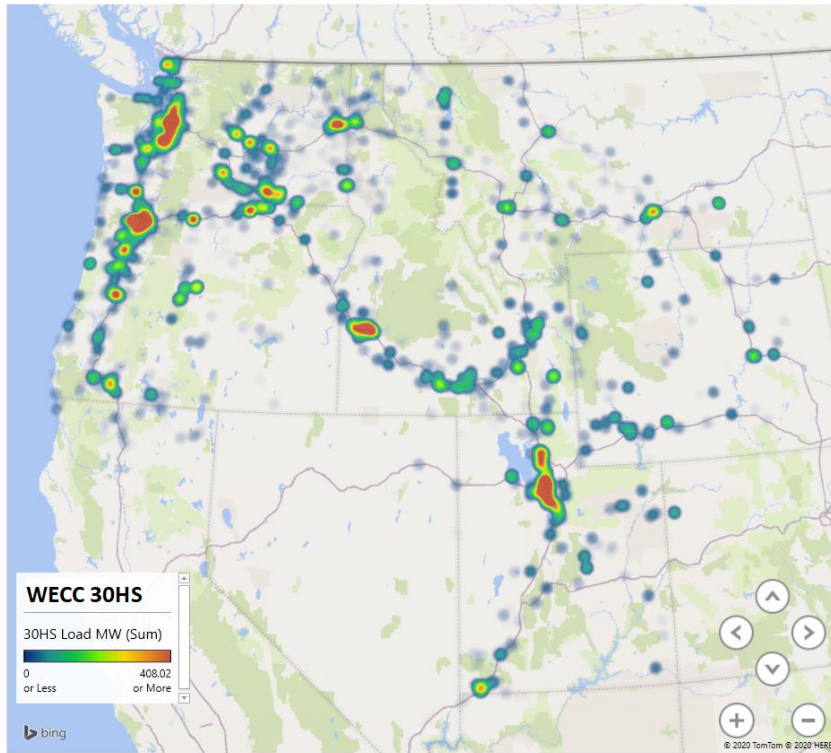 WECC 30HS
30HS Load MW (Sum)
0 408.02
or Less or More
bing
© 2020 TomTom © 2020 HERE